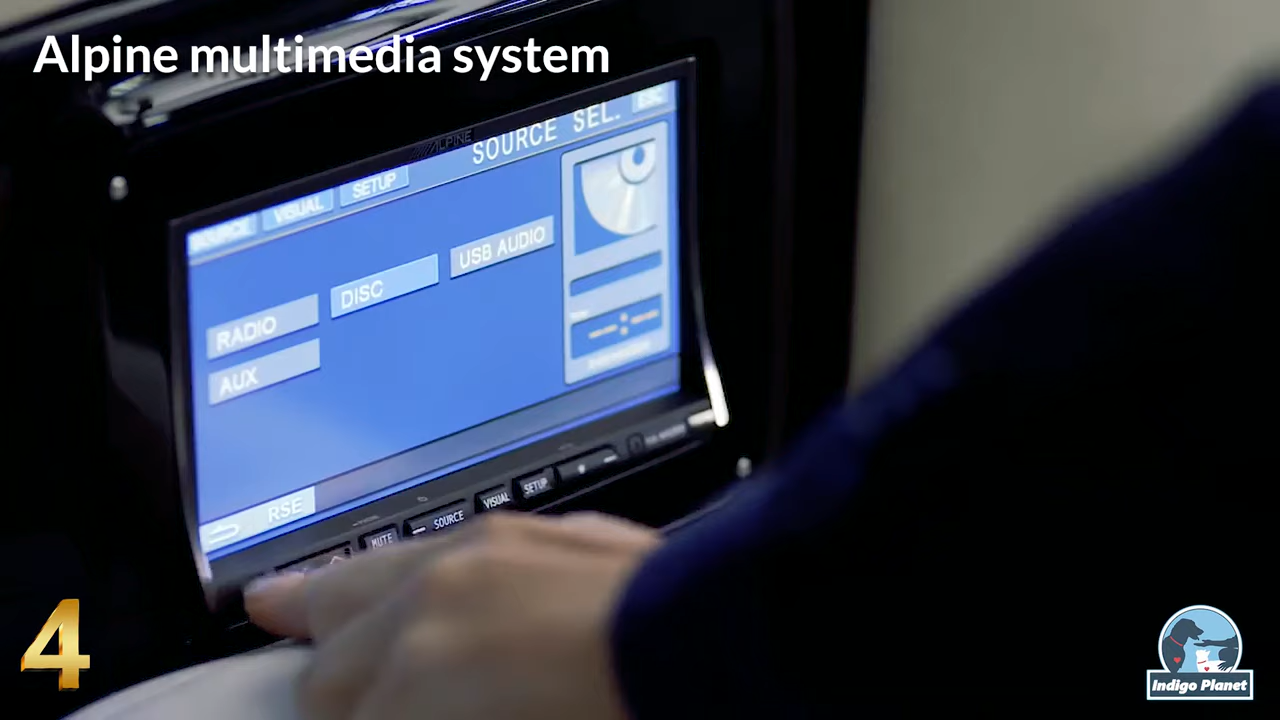 Alpine multimedia system
ALPINE
SOURCE SEL.
ESC
SOURCE
VISUAL
SETUP
USB AUDIO
DISC
RADIO
AUX
RSE
MUTE
SOURCE
VISUAL
SETUP
4
Indigo Planet